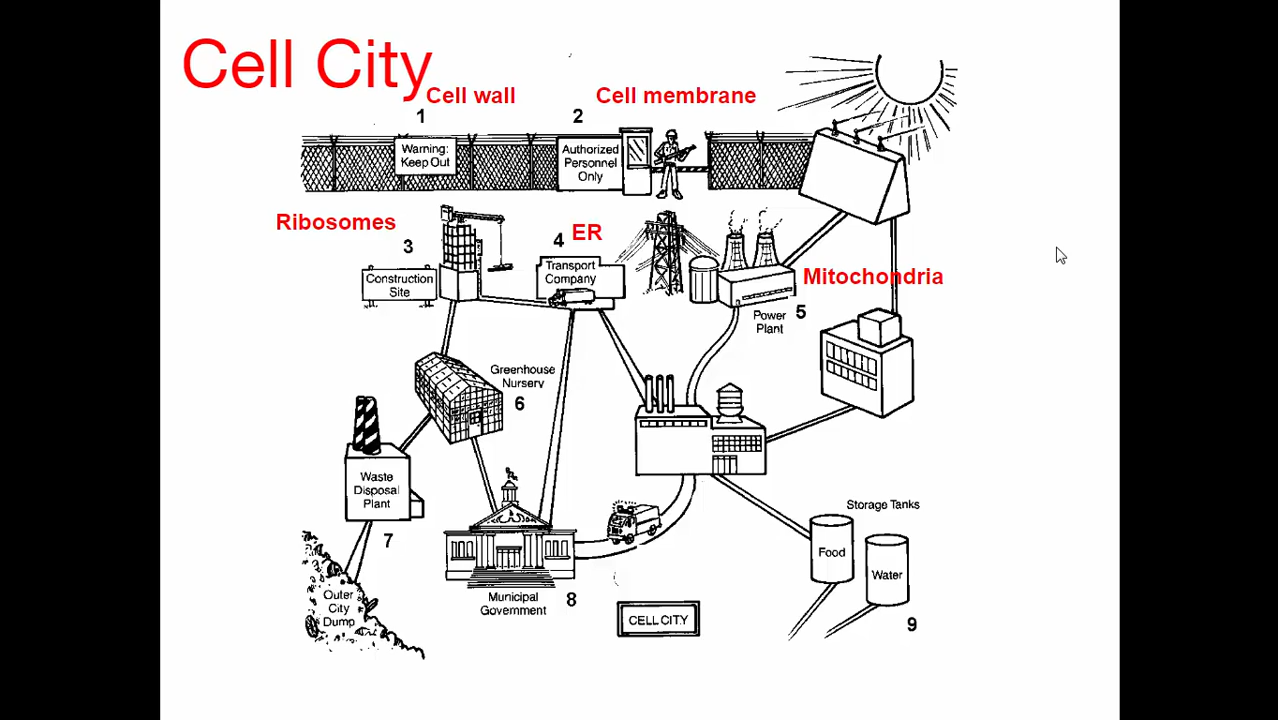 Cell City
Cell wall
Cell membrane
1
2
Warning:
Keep Out
Authorized
Personnel
Only
Ribosomes
ER
3
4
Construction
Site
Transport
Company
Mitochondria
Power
Plant
5
Greenhouse
Nursery
6
Waste
Disposal
Plant
7
Storage Tanks
Food
Water
Outer
City
Dump
Municipal
Government
8
CELL CITY
9